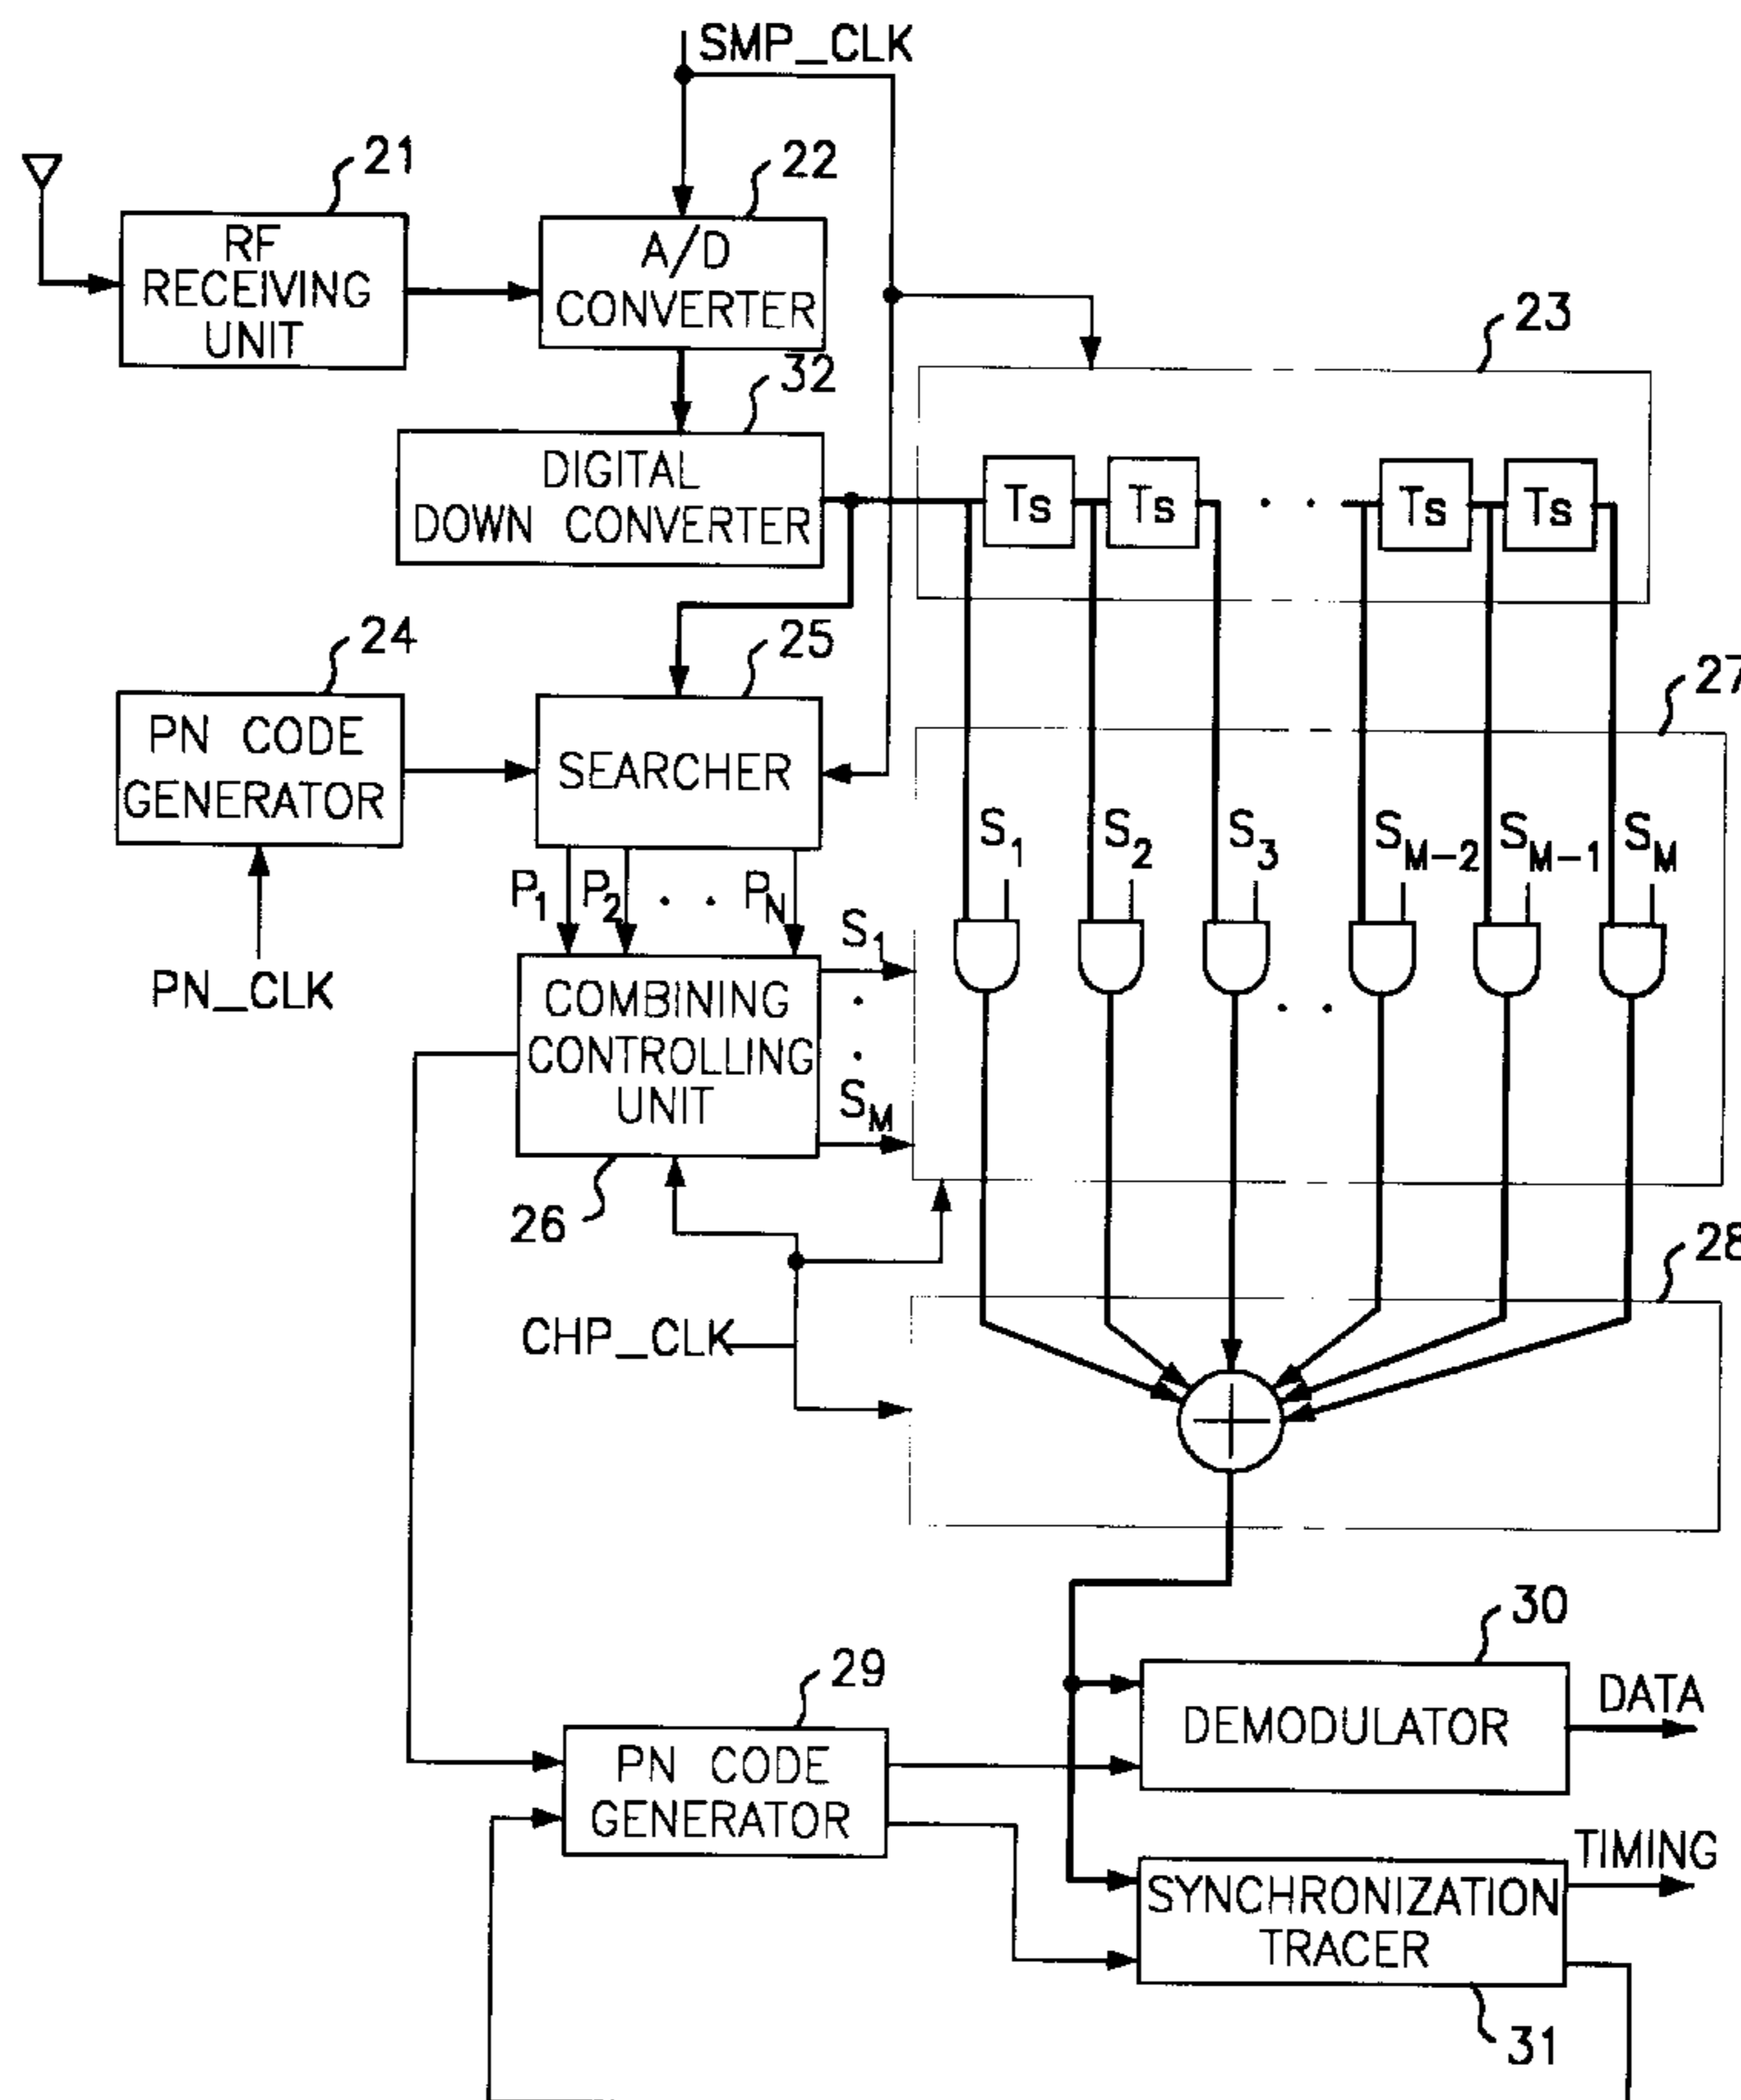 SMP_CLK
21
22
RF
RECEIVING
UNIT
A/D
CONVERTER
23
32
DIGITAL
DOWN CONVERTER
Ts
Ts
. .
Ts
Ts
24
25
27
PN CODE
GENERATOR
SEARCHER
S1
S2
S3
SM-2
SM-1
SM
P1
P2
. .
PN
PN_CLK
S1
.
.
SM
COMBINING
CONTROLLING
UNIT
. .
26
28
CHP_CLK
30
29
DATA
DEMODULATOR
PN CODE
GENERATOR
TIMING
SYNCHRONIZATION
TRACER
31